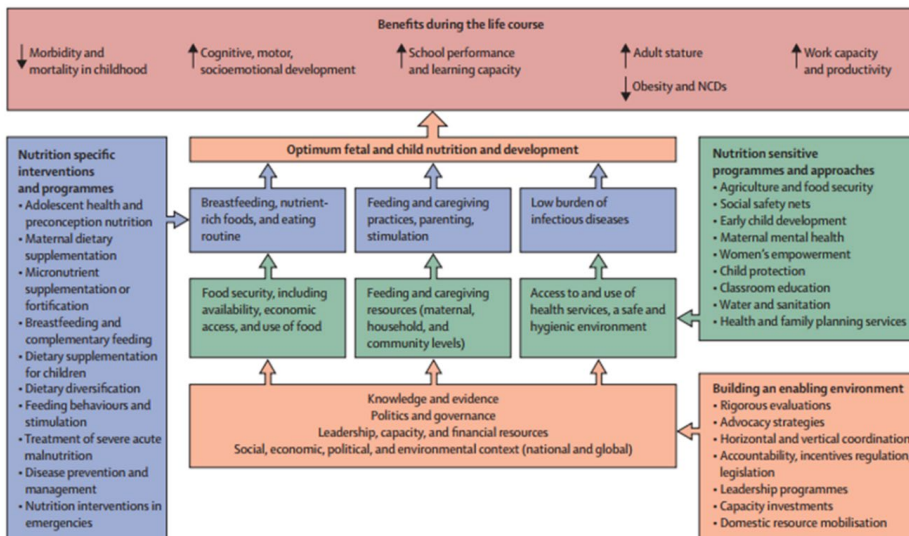 Benefits during the life course
Morbidity and
mortality in childhood
Cognitive, motor,
socioemotional development
School performance
and learning capacity
Adult stature
Obesity and NCDs
Work capacity
and productivity
Optimum fetal and child nutrition and development
Nutrition specific
interventions
and programmes
• Adolescent health and
preconception nutrition
• Maternal dietary
supplementation
• Micronutrient
supplementation or
fortification
• Breastfeeding and
complementary feeding
• Dietary supplementation
for children
• Dietary diversification
• Feeding behaviours and
stimulation
• Treatment of severe acute
malnutrition
• Disease prevention and
management
• Nutrition interventions in
emergencies
Breastfeeding, nutrient-
rich foods, and eating
routine
Feeding and caregiving
practices, parenting,
stimulation
Low burden of
infectious diseases
Food security, including
availability, economic
access, and use of food
Feeding and caregiving
resources (maternal,
household, and
community levels)
Access to and use of
health services, a safe and
hygienic environment
Knowledge and evidence
Politics and governance
Leadership, capacity, and financial resources
Social, economic, political, and environmental context (national and global)
Nutrition sensitive
programmes and approaches
• Agriculture and food security
• Social safety nets
• Early child development
• Maternal mental health
• Women's empowerment
• Child protection
• Classroom education
• Water and sanitation
• Health and family planning services
Building an enabling environment
• Rigorous evaluations
• Advocacy strategies
• Horizontal and vertical coordination
• Accountability, incentives regulation,
legislation
• Leadership programmes
• Capacity investments
• Domestic resource mobilisation